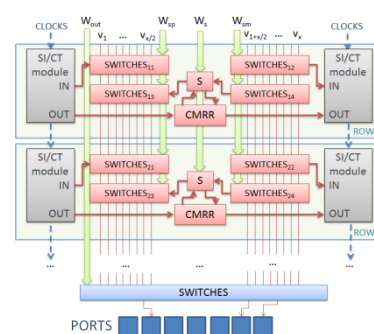 CLOCKS Wout Wsp Ws Wsm CLOCKS
v1 ... vx/2 v1+x/2 ... vx
SI/CT module IN OUT
SWITCHES11
SWITCHES13
S
CMRR
SWITCHES12
SWITCHES14
SI/CT module IN OUT
ROW
SI/CT module IN OUT
SWITCHES21
SWITCHES23
S
CMRR
SWITCHES22
SWITCHES24
SI/CT module IN OUT
ROW
... ... ... ... ...
SWITCHES
PORTS